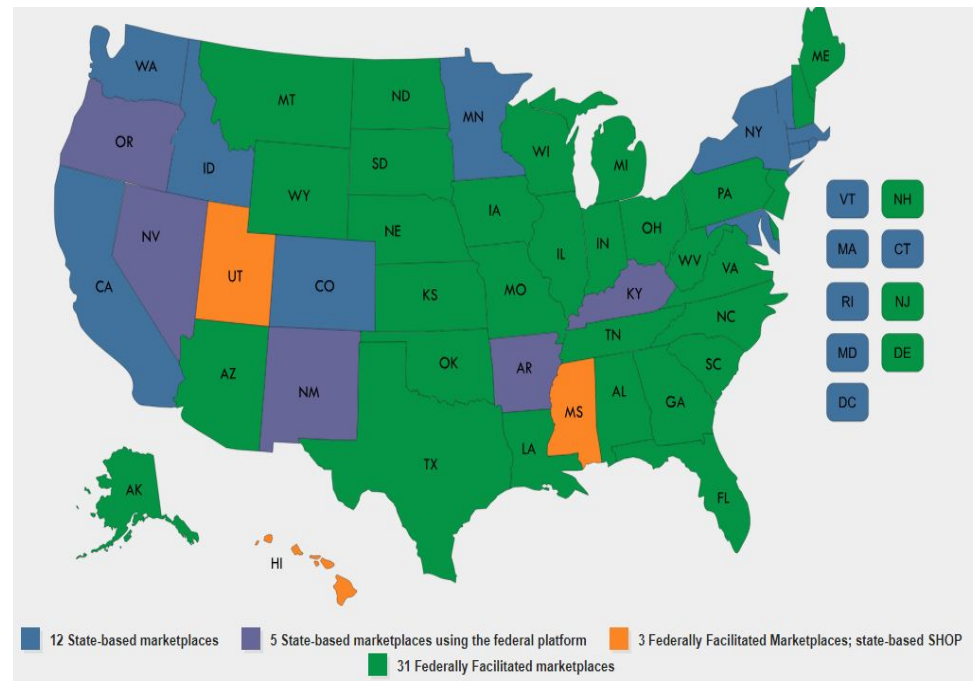 ME
WA
MT
ND
MN
OR
ID
WI
NY
SD
MI
WY
PA
IA
NE
OH
NV
IL
IN
UT
CO
WV
VA
CA
KS
MO
KY
NC
TN
OK
AR
SC
AZ
NM
MS
AL
GA
LA
TX
AK
FL
HI
VT NH
MA CT
RI NJ
MD DE
DC
12 State-based marketplaces
5 State-based marketplaces using the federal platform
3 Federally Facilitated Marketplaces; state-based SHOP
31 Federally Facilitated marketplaces